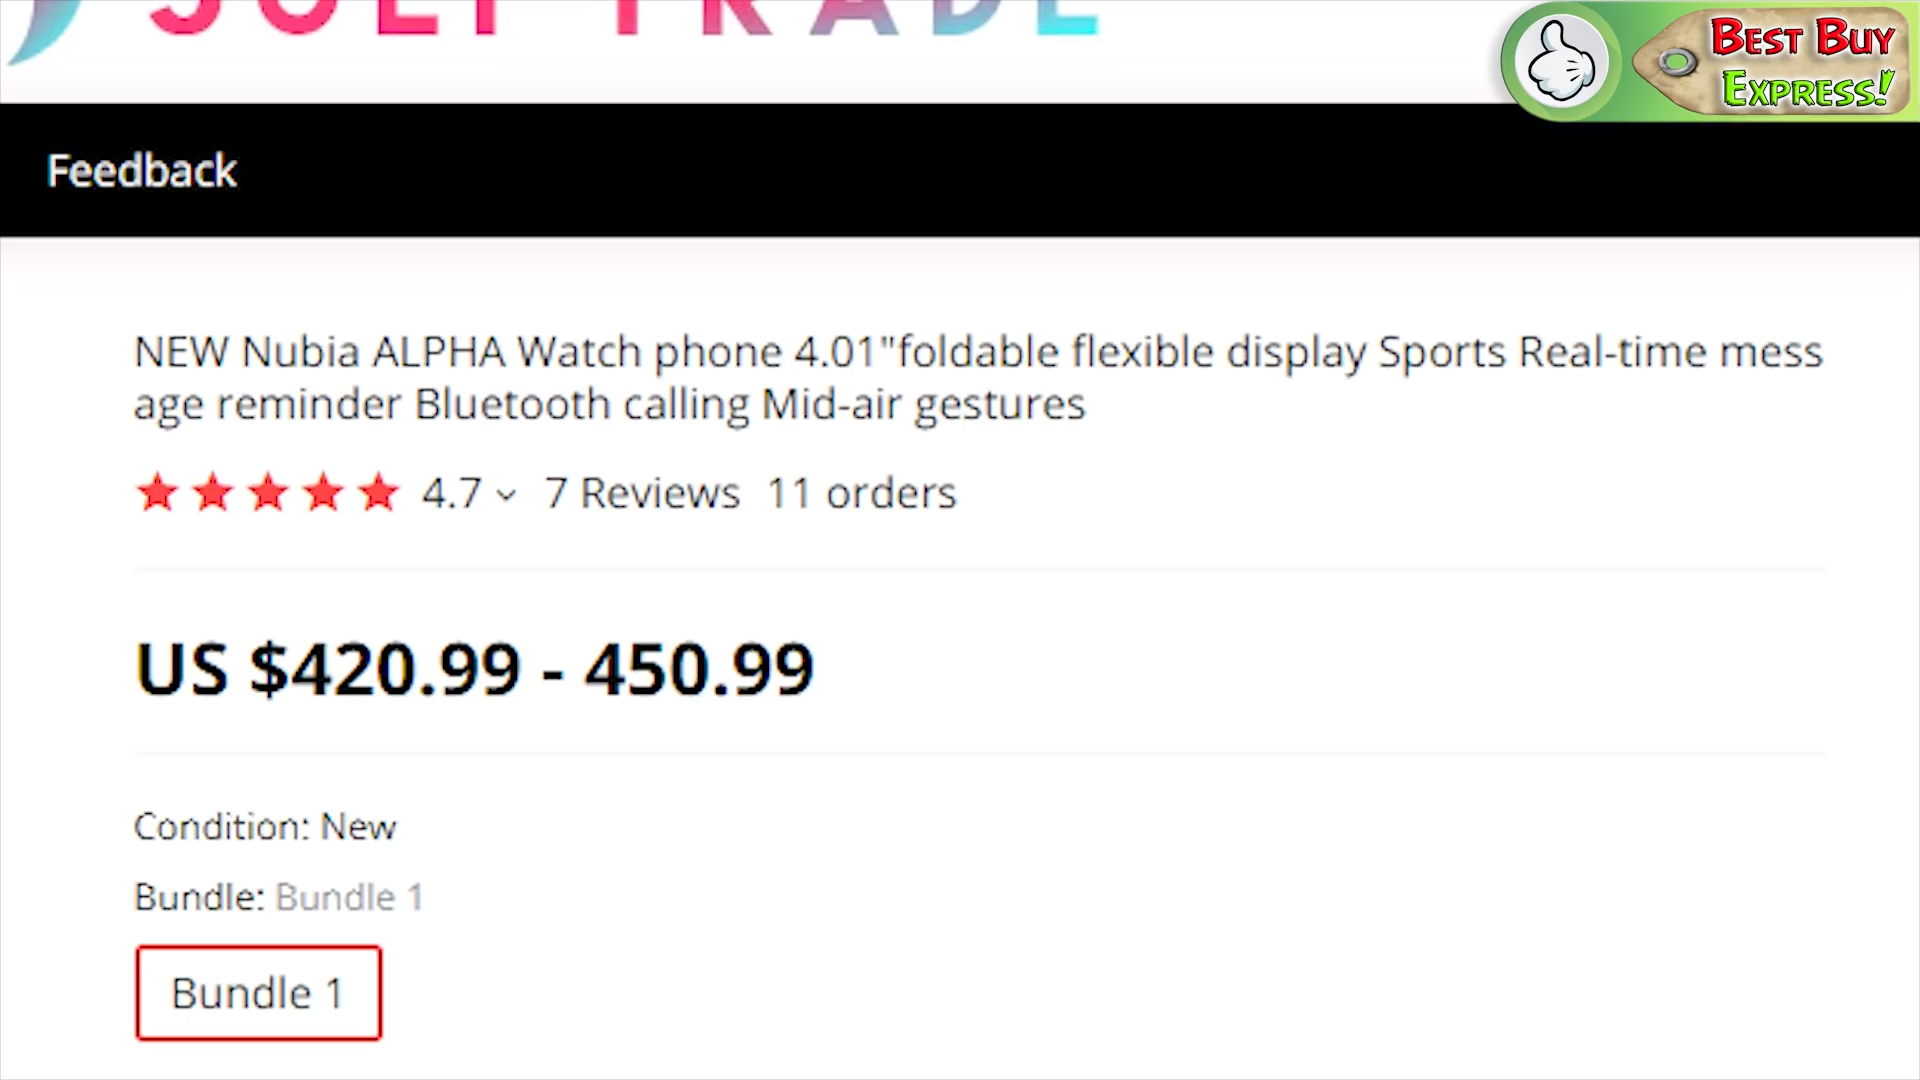 BEST BUY
EXPRESS!
Feedback
NEW Nubia ALPHA Watch phone 4.01"foldable flexible display Sports Real-time mess
age reminder Bluetooth calling Mid-air gestures
4.7 7 Reviews 11 orders
US $420.99 - 450.99
Condition: New
Bundle: Bundle 1
Bundle 1